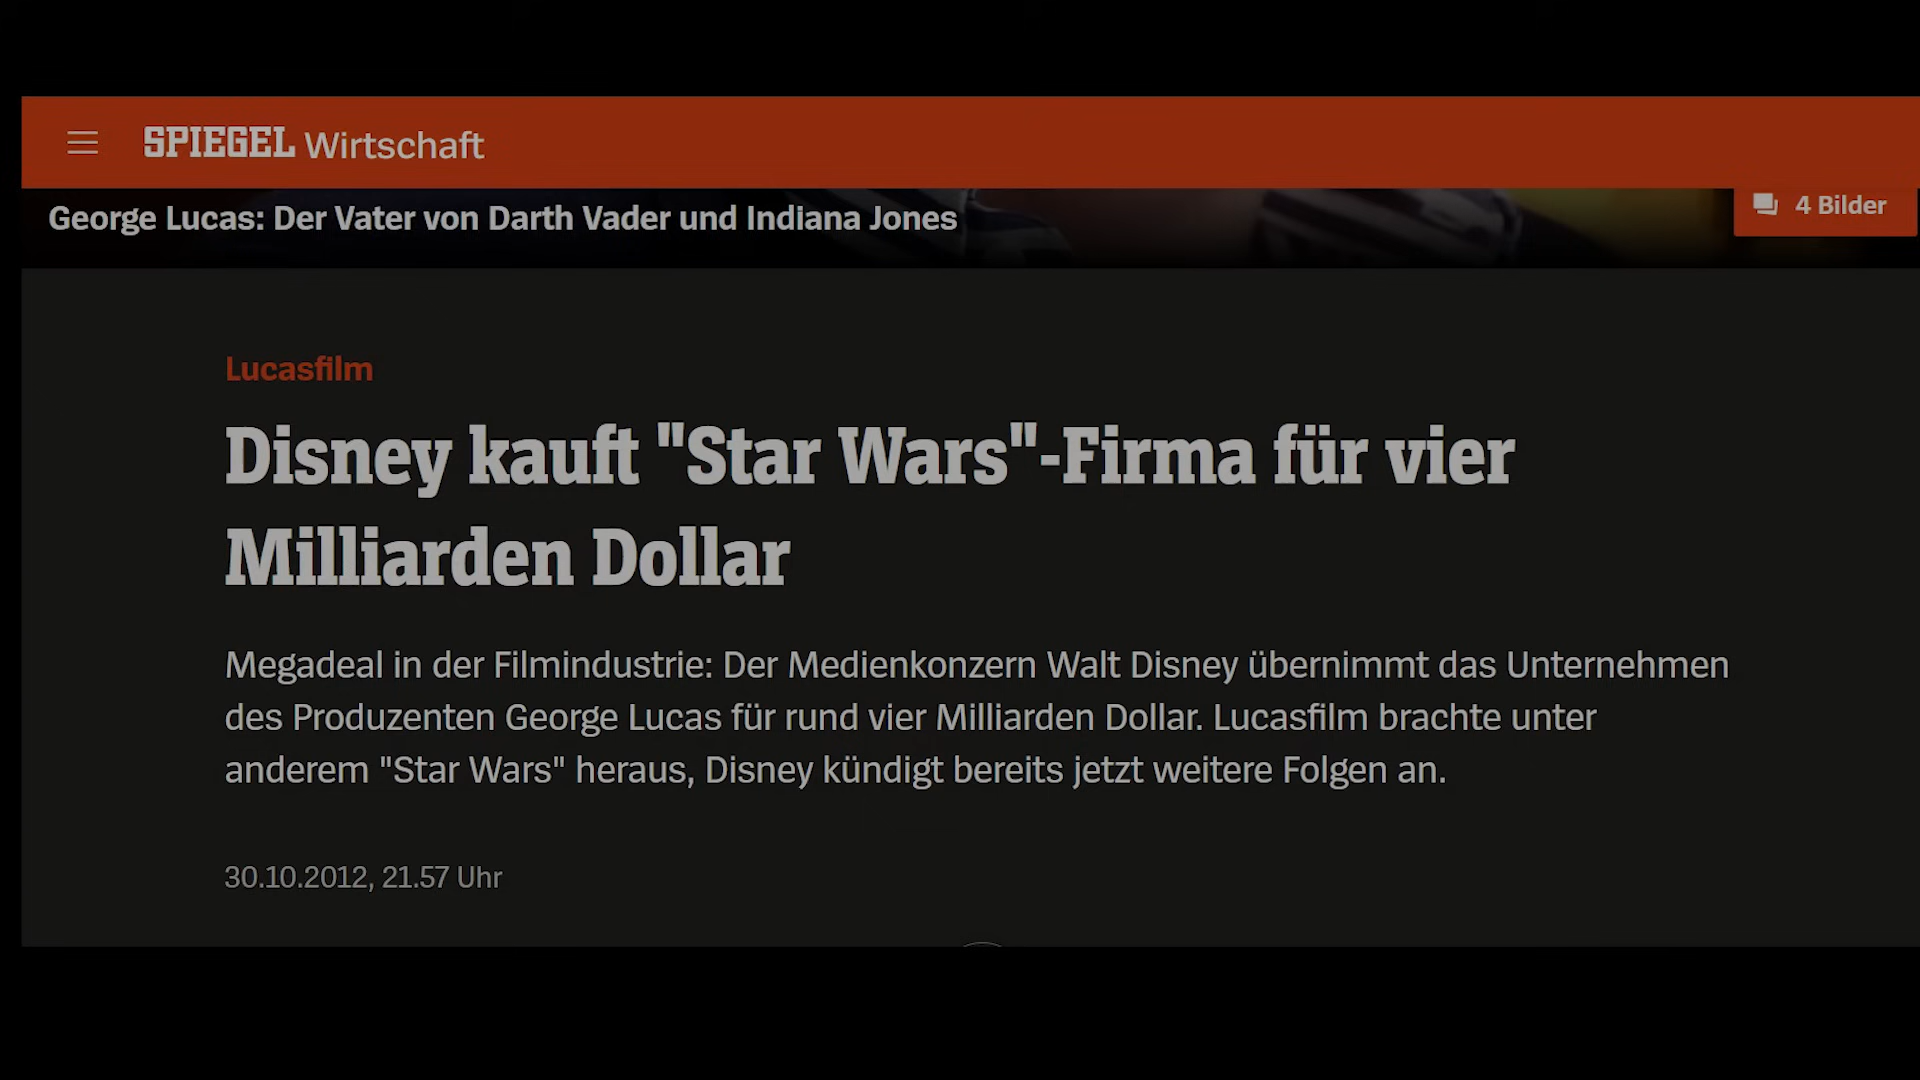 SPIEGEL Wirtschaft
George Lucas: Der Vater von Darth Vader und Indiana Jones
4 Bilder
Lucasfilm
Disney kauft "Star Wars"-Firma für vier
Milliarden Dollar
Megadeal in der Filmindustrie: Der Medienkonzern Walt Disney übernimmt das Unternehmen
des Produzenten George Lucas für rund vier Milliarden Dollar. Lucasfilm brachte unter
anderem "Star Wars" heraus, Disney kündigt bereits jetzt weitere Folgen an.
30.10.2012, 21.57 Uhr